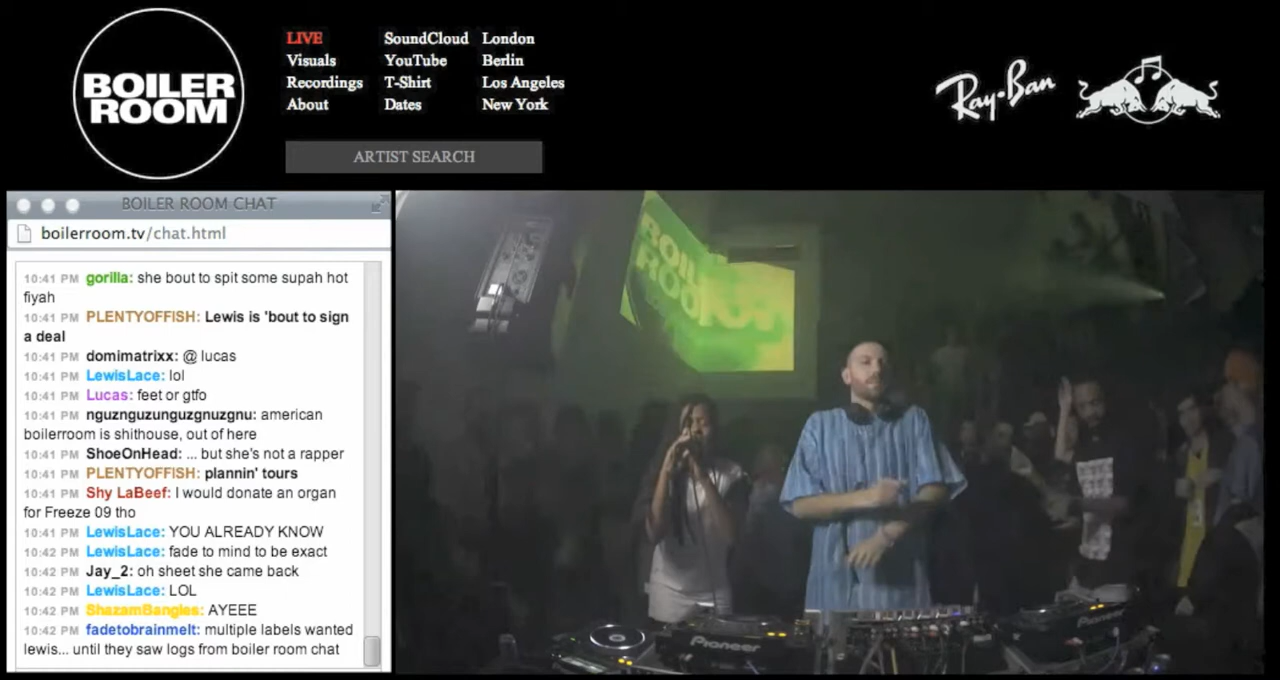 BOILER
ROOM
LIVE
Visuals
Recordings
About
SoundCloud
YouTube
T-Shirt
Dates
London
Berlin
Los Angeles
New York
ARTIST SEARCH
Ray-Ban
BOILER ROOM CHAT
boilerroom.tv/chat.html
10:41 PM gorilla: she bout to spit some supah hot
fiyah
10:41 PM PLENTYOFFISH: Lewis is 'bout to sign
a deal
10:41 PM domimatrixx: @ lucas
10:41 PM LewisLace: lol
10:41 PM Lucas: feet or gtfo
10:41 PM nguznguzunguzgnuzgnu: american
boilerroom is shithouse, out of here
10:41 PM ShoeOnHead: ... but she's not a rapper
10:41 PM PLENTYOFFISH: plannin' tours
10:41 PM Shy LaBeef: I would donate an organ
for Freeze 09 tho
10:41 PM LewisLace: YOU ALREADY KNOW
10:42 PM LewisLace: fade to mind to be exact
10:42 PM Jay_2: oh sheet she came back
10:42 PM LewisLace: LOL
10:42 PM ShazamBangles: AYEEE
10:42 PM fadetobrainmelt: multiple labels wanted
lewis... until they saw logs from boiler room chat
BOILER
ROOM
Pioneer
Pioneer